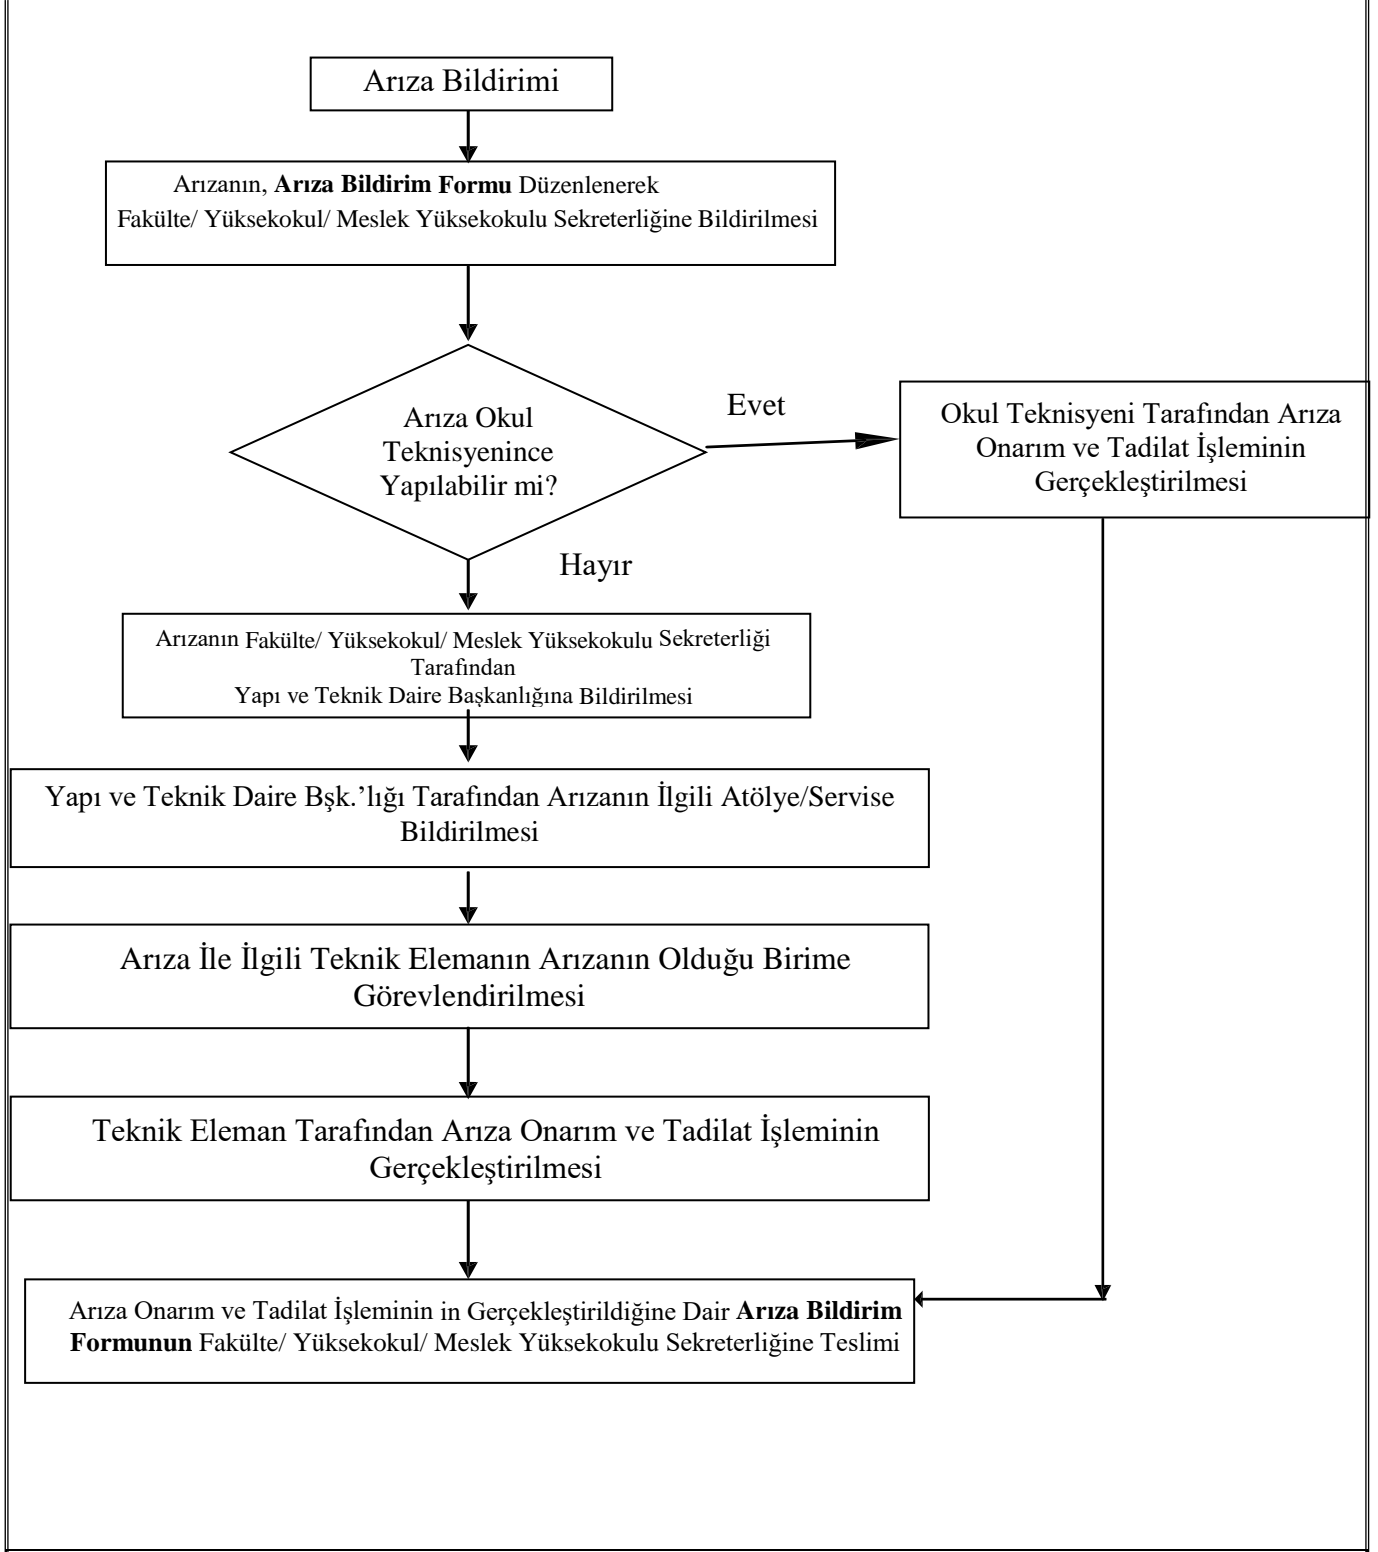 Arıza Bildirimi
Arızanın, Arıza Bildirim Formu Düzenlenerek
Fakülte/ Yüksekokul/ Meslek Yüksekokulu Sekreterliğine Bildirilmesi
Arıza Okul
Teknisyenince
Yapılabilir mi?
Evet
Okul Teknisyeni Tarafından Arıza
Onarım ve Tadilat İşleminin
Gerçekleştirilmesi
Hayır
Arızanın Fakülte/ Yüksekokul/ Meslek Yüksekokulu Sekreterliği
Tarafından
Yapı ve Teknik Daire Başkanlığına Bildirilmesi
Yapı ve Teknik Daire Bşk.’lığı Tarafından Arızanın İlgili Atölye/Servise
Bildirilmesi
Arıza İle İlgili Teknik Elemanın Arızanın Olduğu Birime
Görevlendirilmesi
Teknik Eleman Tarafından Arıza Onarım ve Tadilat İşleminin
Gerçekleştirilmesi
Arıza Onarım ve Tadilat İşleminin in Gerçekleştirildiğine Dair Arıza Bildirim
Formunun Fakülte/ Yüksekokul/ Meslek Yüksekokulu Sekreterliğine Teslimi